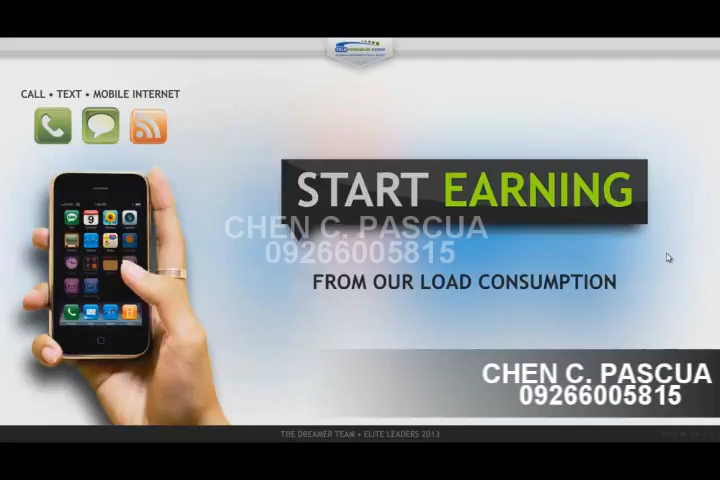 CALL • TEXT • MOBILE INTERNET
START EARNING
CHEN C. PASCUA
09266005815
FROM OUR LOAD CONSUMPTION
CHEN C. PASCUA
09266005815
THE DREAMER TEAM • ELITE LEADERS 2013